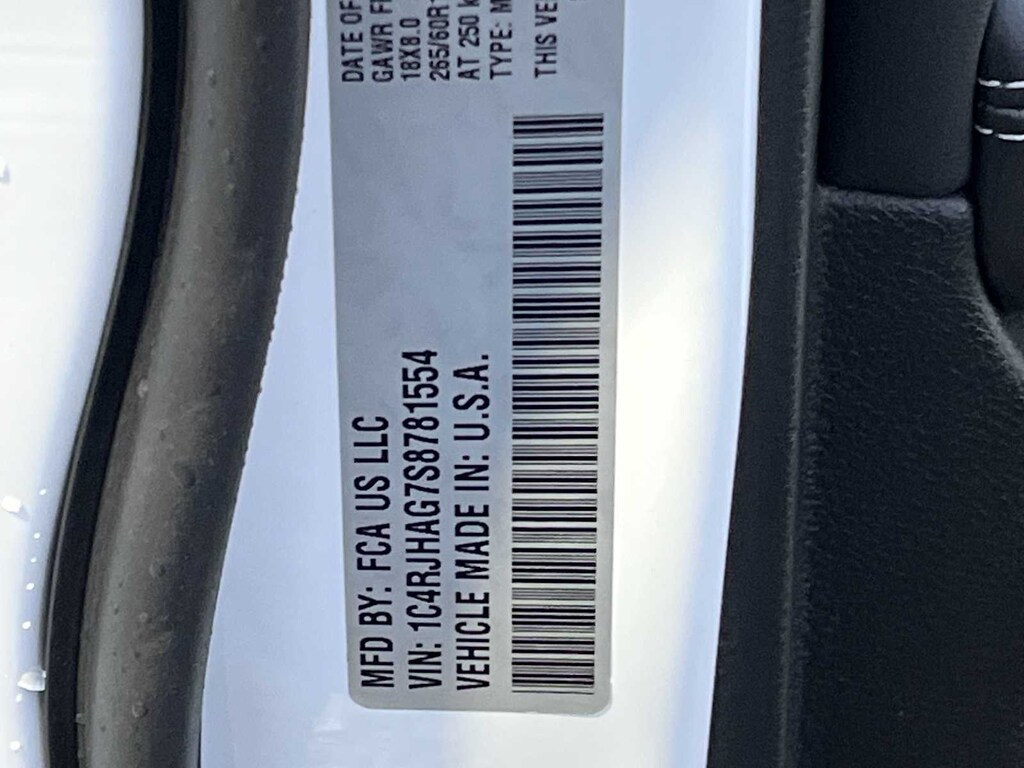 MFD BY: FCA US LLC
VIN: 1C4RJHAG7S8781554
VEHICLE MADE IN: U.S.A.
DATE OF
GAWR
18X8.0
265/60R
AT 250
TYPE:
THIS